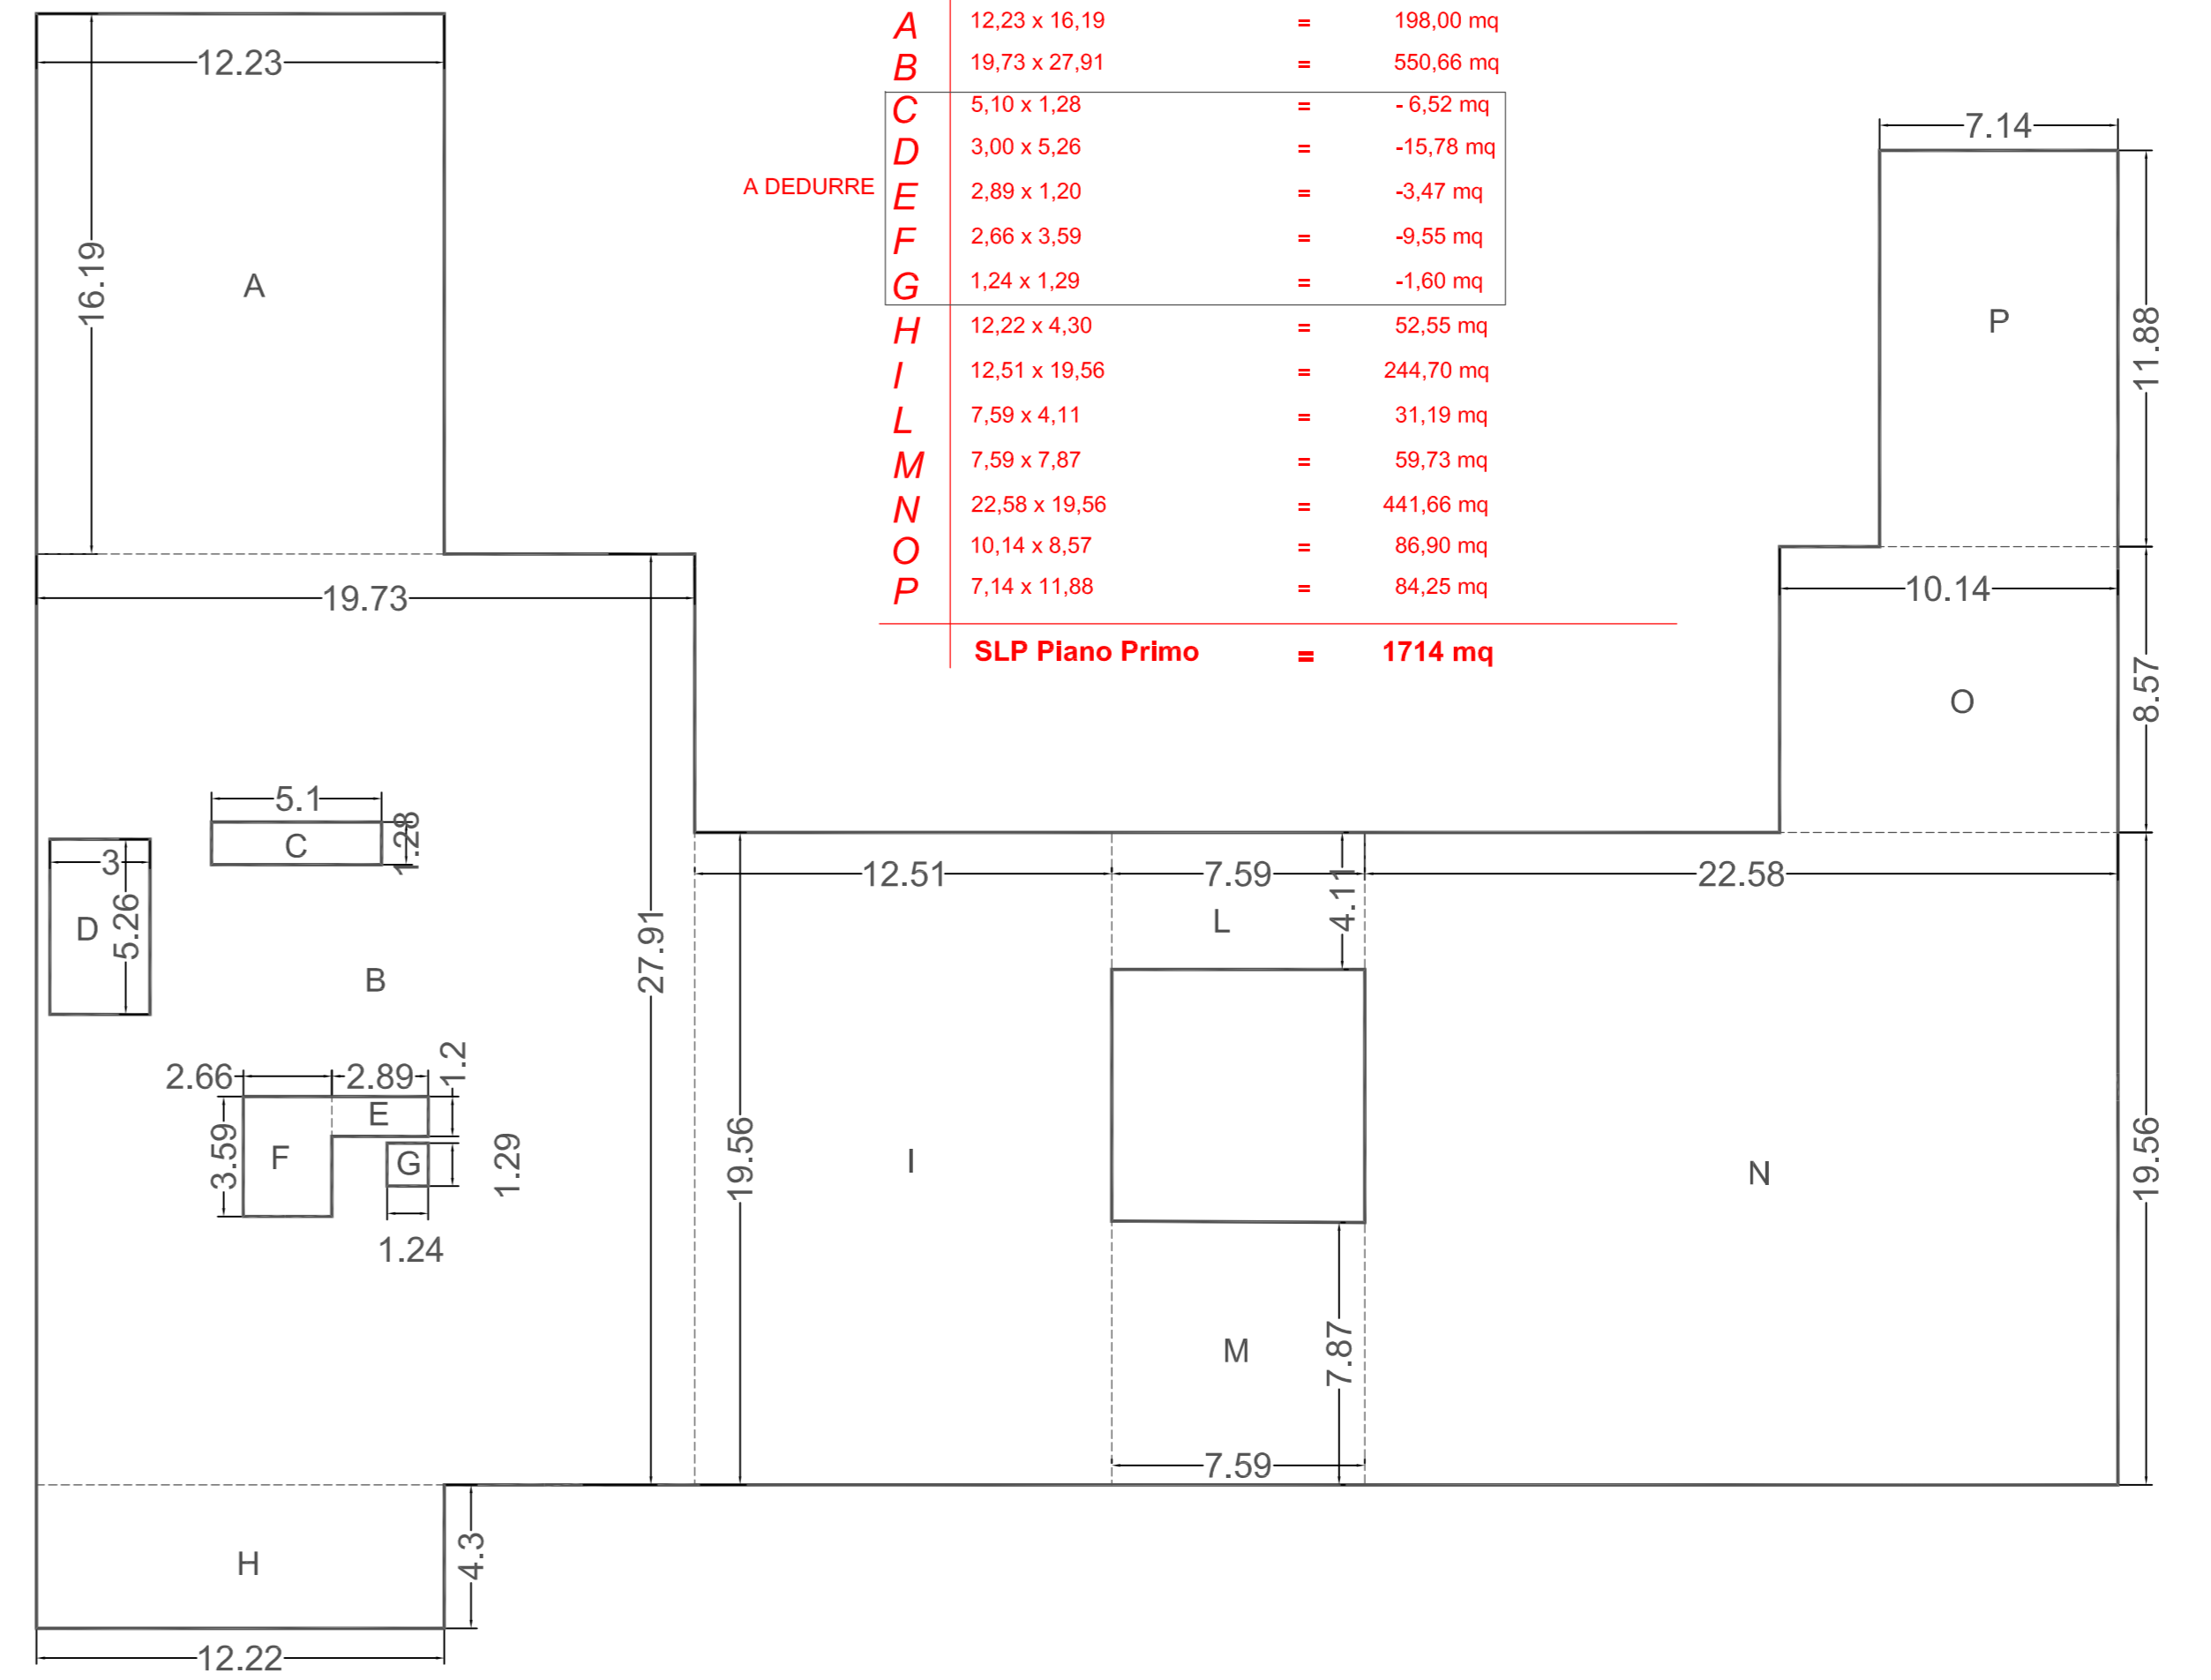 A 12,23 x 16,19 = 198,00 mq
B 19,73 x 27,91 = 550,66 mq
C 5,10 x 1,28 = - 6,52 mq
D 3,00 x 5,26 = -15,78 mq
A DEDURRE
E 2,89 x 1,20 = -3,47 mq
F 2,66 x 3,59 = -9,55 mq
G 1,24 x 1,29 = -1,60 mq
H 12,22 x 4,30 = 52,55 mq
I 12,51 x 19,56 = 244,70 mq
L 7,59 x 4,11 = 31,19 mq
M 7,59 x 7,87 = 59,73 mq
N 22,58 x 19,56 = 441,66 mq
O 10,14 x 8,57 = 86,90 mq
P 7,14 x 11,88 = 84,25 mq
SLP Piano Primo = 1714 mq
12.23
16.19
A
7.14
P
11.88
19.73
10.14
O
8.57
5.1
C
1.28
3
D
5.26
B
27.91
12.51
7.59
4.11
22.58
L
2.66
2.89
1.2
E
3.59
F
G
1.29
1.24
19.56
I
N
19.56
M
7.87
7.59
H
4.3
12.22